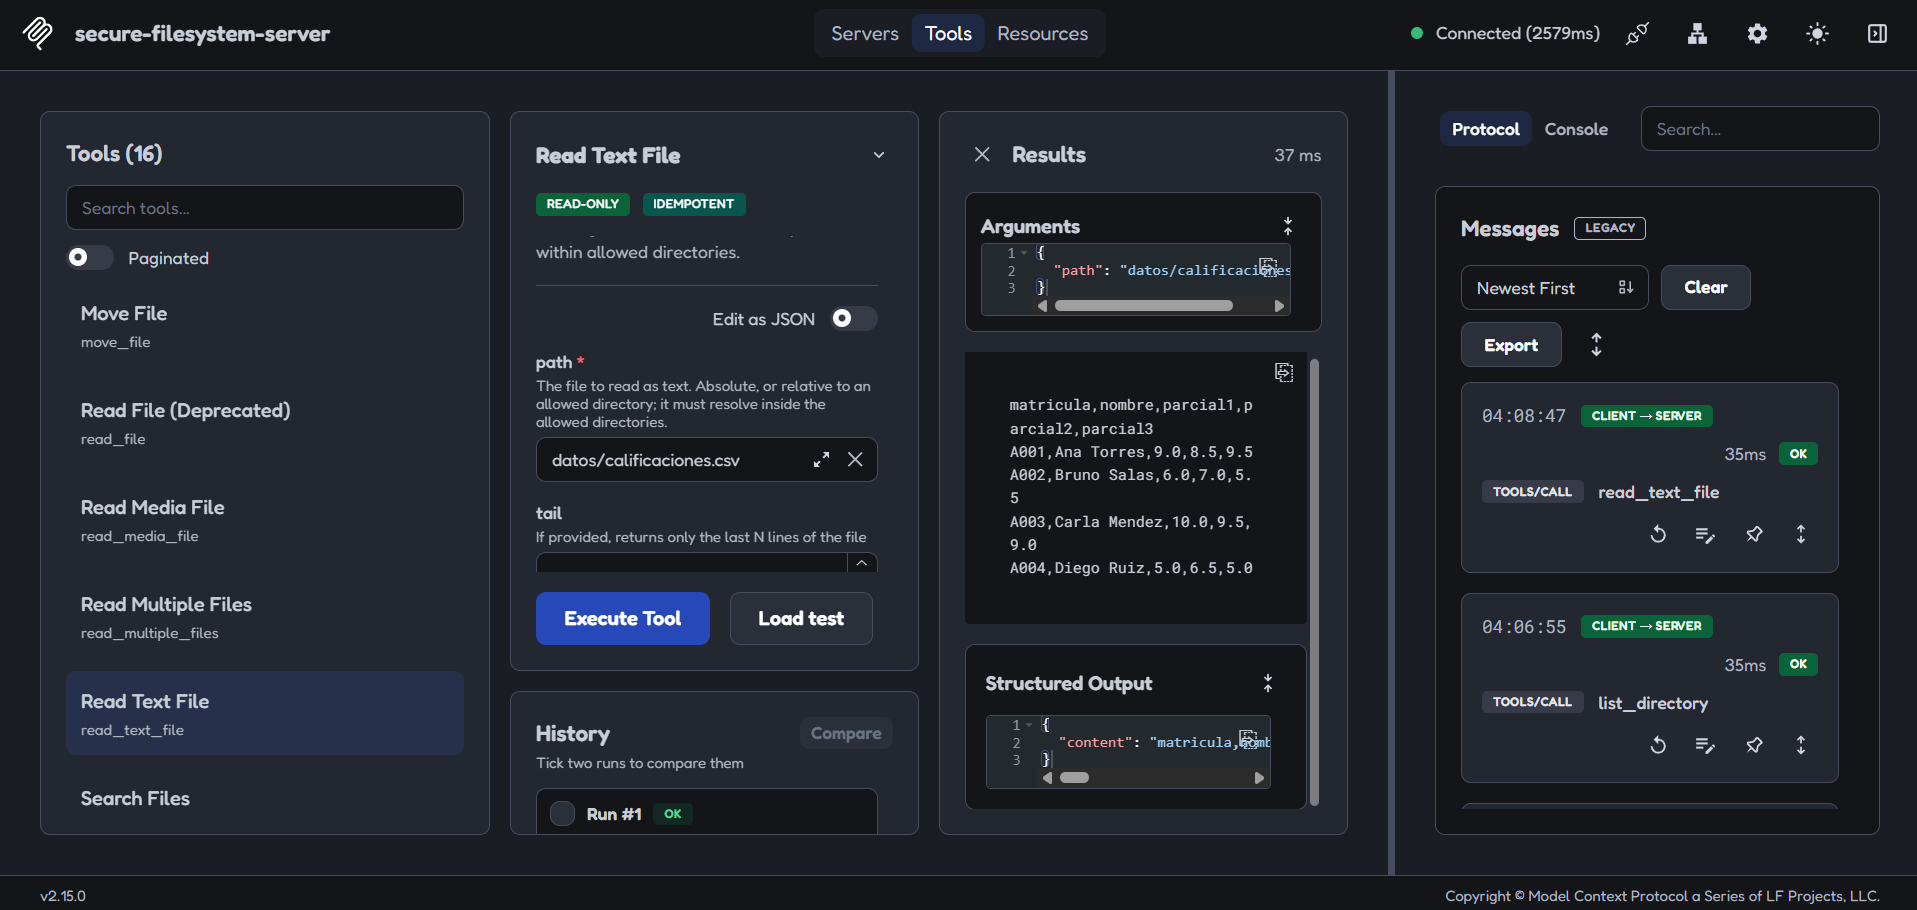 secure-filesystem-server
Servers Tools Resources
Connected (2579ms)
Tools (16)
Search tools...
Paginated
Move File
move_file
Read File (Deprecated)
read_file
Read Media File
read_media_file
Read Multiple Files
read_multiple_files
Read Text File
read_text_file
Search Files
Read Text File
READ-ONLY IDEMPOTENT
within allowed directories.
Edit as JSON
path *
The file to read as text. Absolute, or relative to an
allowed directory; it must resolve inside the
allowed directories.
datos/calificaciones.csv
tail
If provided, returns only the last N lines of the file
Execute Tool Load test
History Compare
Tick two runs to compare them
Run #1 OK
Results 37 ms
Arguments
1 {
2 "path": "datos/calificaciones
3 }
matricula,nombre,parcial1,p
arcial2,parcial3
A001,Ana Torres,9.0,8.5,9.5
A002,Bruno Salas,6.0,7.0,5.
5
A003,Carla Mendez,10.0,9.5,
9.0
A004,Diego Ruiz,5.0,6.5,5.0
Structured Output
1 {
2 "content": "matricula,nomb
3 }
Protocol Console Search...
Messages LEGACY
Newest First Clear
Export
04:08:47 CLIENT → SERVER
35ms OK
TOOLS/CALL read_text_file
04:06:55 CLIENT → SERVER
35ms OK
TOOLS/CALL list_directory
v2.15.0
Copyright © Model Context Protocol a Series of LF Projects, LLC.